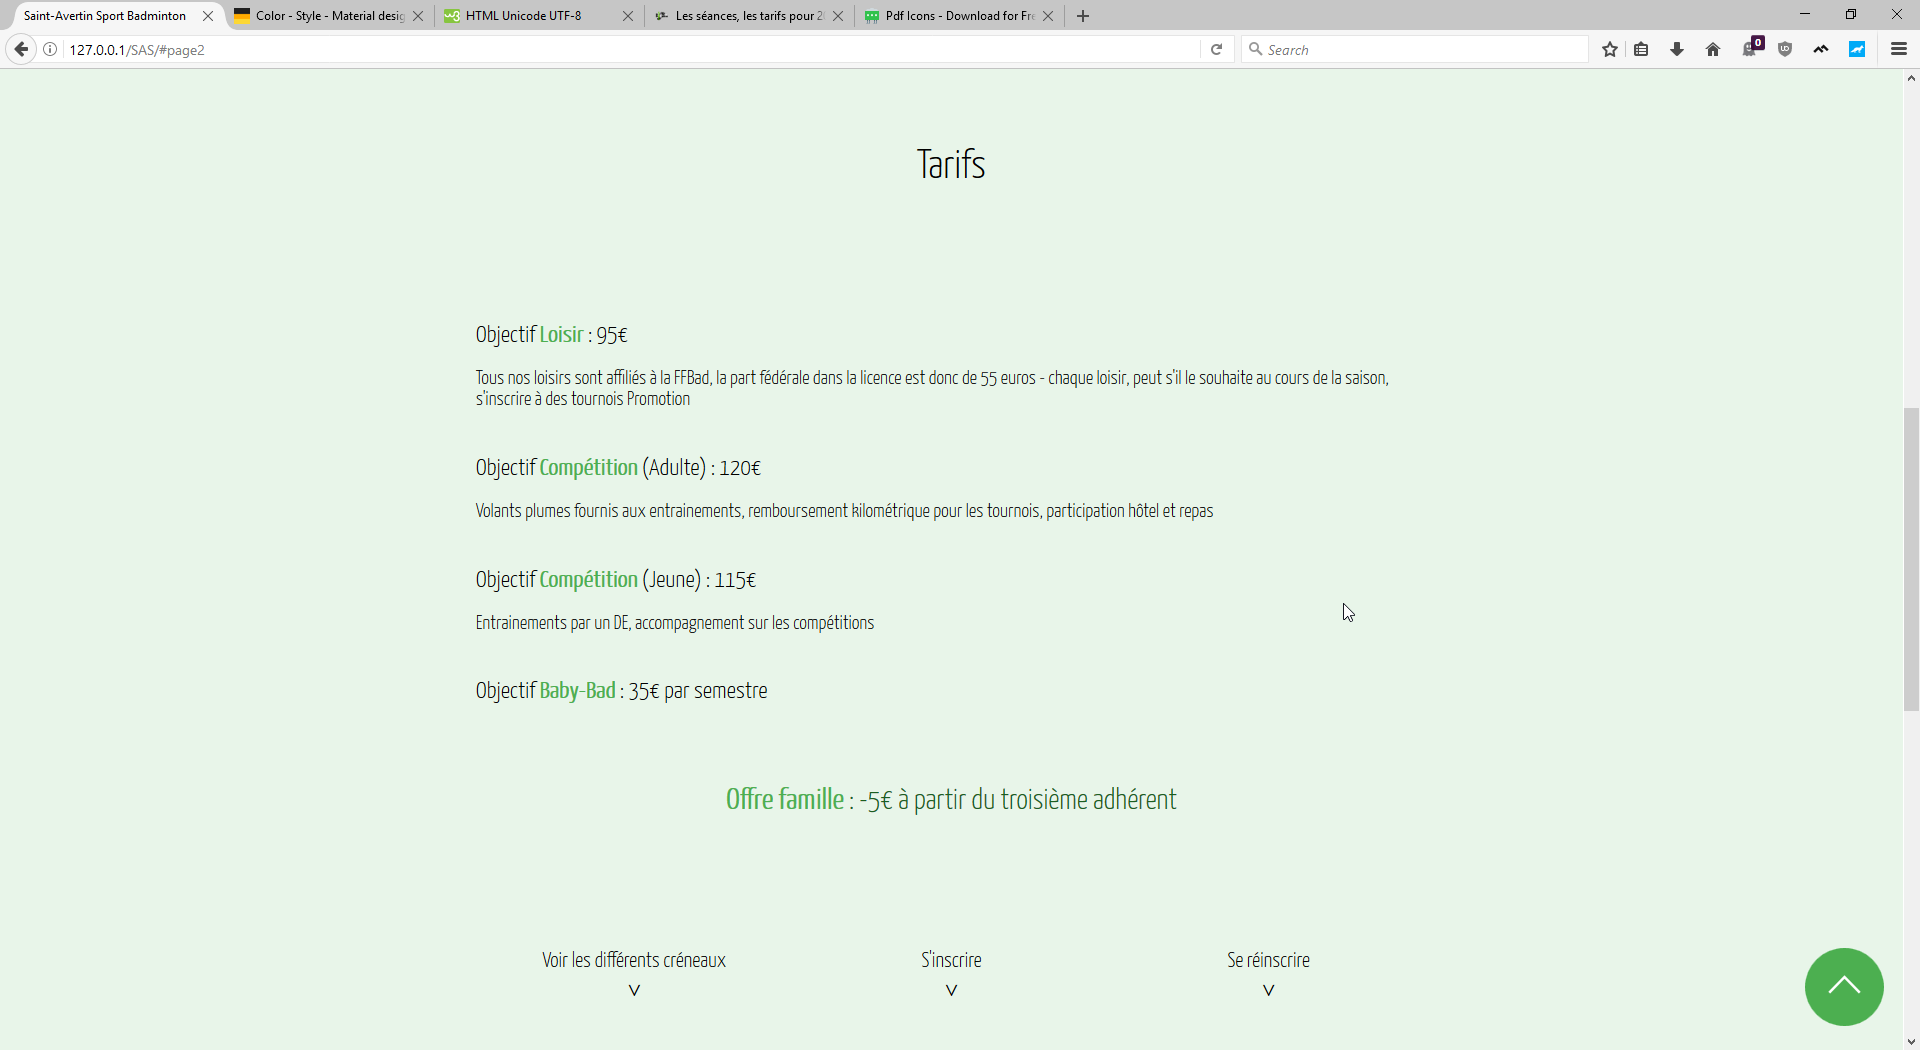 Saint-Avertin Sport Badminton
Color - Style - Material desig
HTML Unicode UTF-8
Les séances, les tarifs pour 2
Pdf Icons - Download for Fre
127.0.0.1/SAS/#page2
Search
0
Tarifs
Objectif Loisir : 95€
Tous nos loisirs sont affiliés à la FFBad, la part fédérale dans la licence est donc de 55 euros - chaque loisir, peut s'il le souhaite au cours de la saison,
s'inscrire à des tournois Promotion
Objectif Compétition (Adulte) : 120€
Volants plumes fournis aux entrainements, remboursement kilométrique pour les tournois, participation hôtel et repas
Objectif Compétition (Jeune) : 115€
Entrainements par un DE, accompagnement sur les compétitions
Objectif Baby-Bad : 35€ par semestre
Offre famille : -5€ à partir du troisième adhérent
Voir les différents créneaux
S'inscrire
Se réinscrire